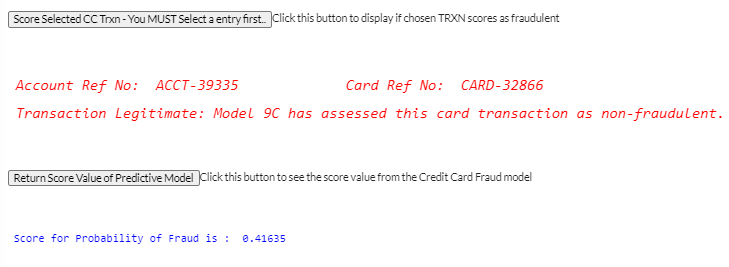 Score Selected CC Trxn - You MUST Select a entry first.. Click this button to display if chosen TRXN scores as fraudulent
Account Ref No: ACCT-39335 Card Ref No: CARD-32866
Transaction Legitimate: Model 9C has assessed this card transaction as non-fraudulent.
Return Score Value of Predictive Model Click this button to see the score value from the Credit Card Fraud model
Score for Probability of Fraud is : 0.41635